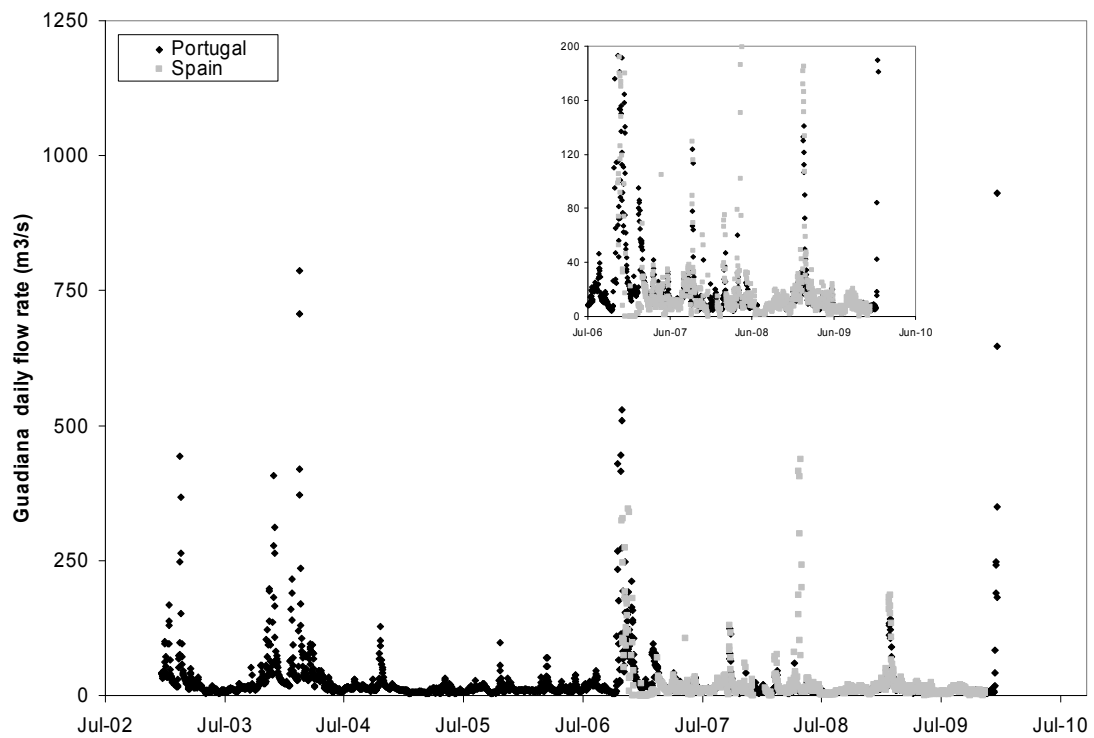 1250
1000
750
500
250
0
Guadiana daily flow rate (m3/s)
Portugal
Spain
200
160
120
80
40
0
Jul-06 Jun-07 Jun-08 Jun-09 Jun-10
Jul-02 Jul-03 Jul-04 Jul-05 Jul-06 Jul-07 Jul-08 Jul-09 Jul-10